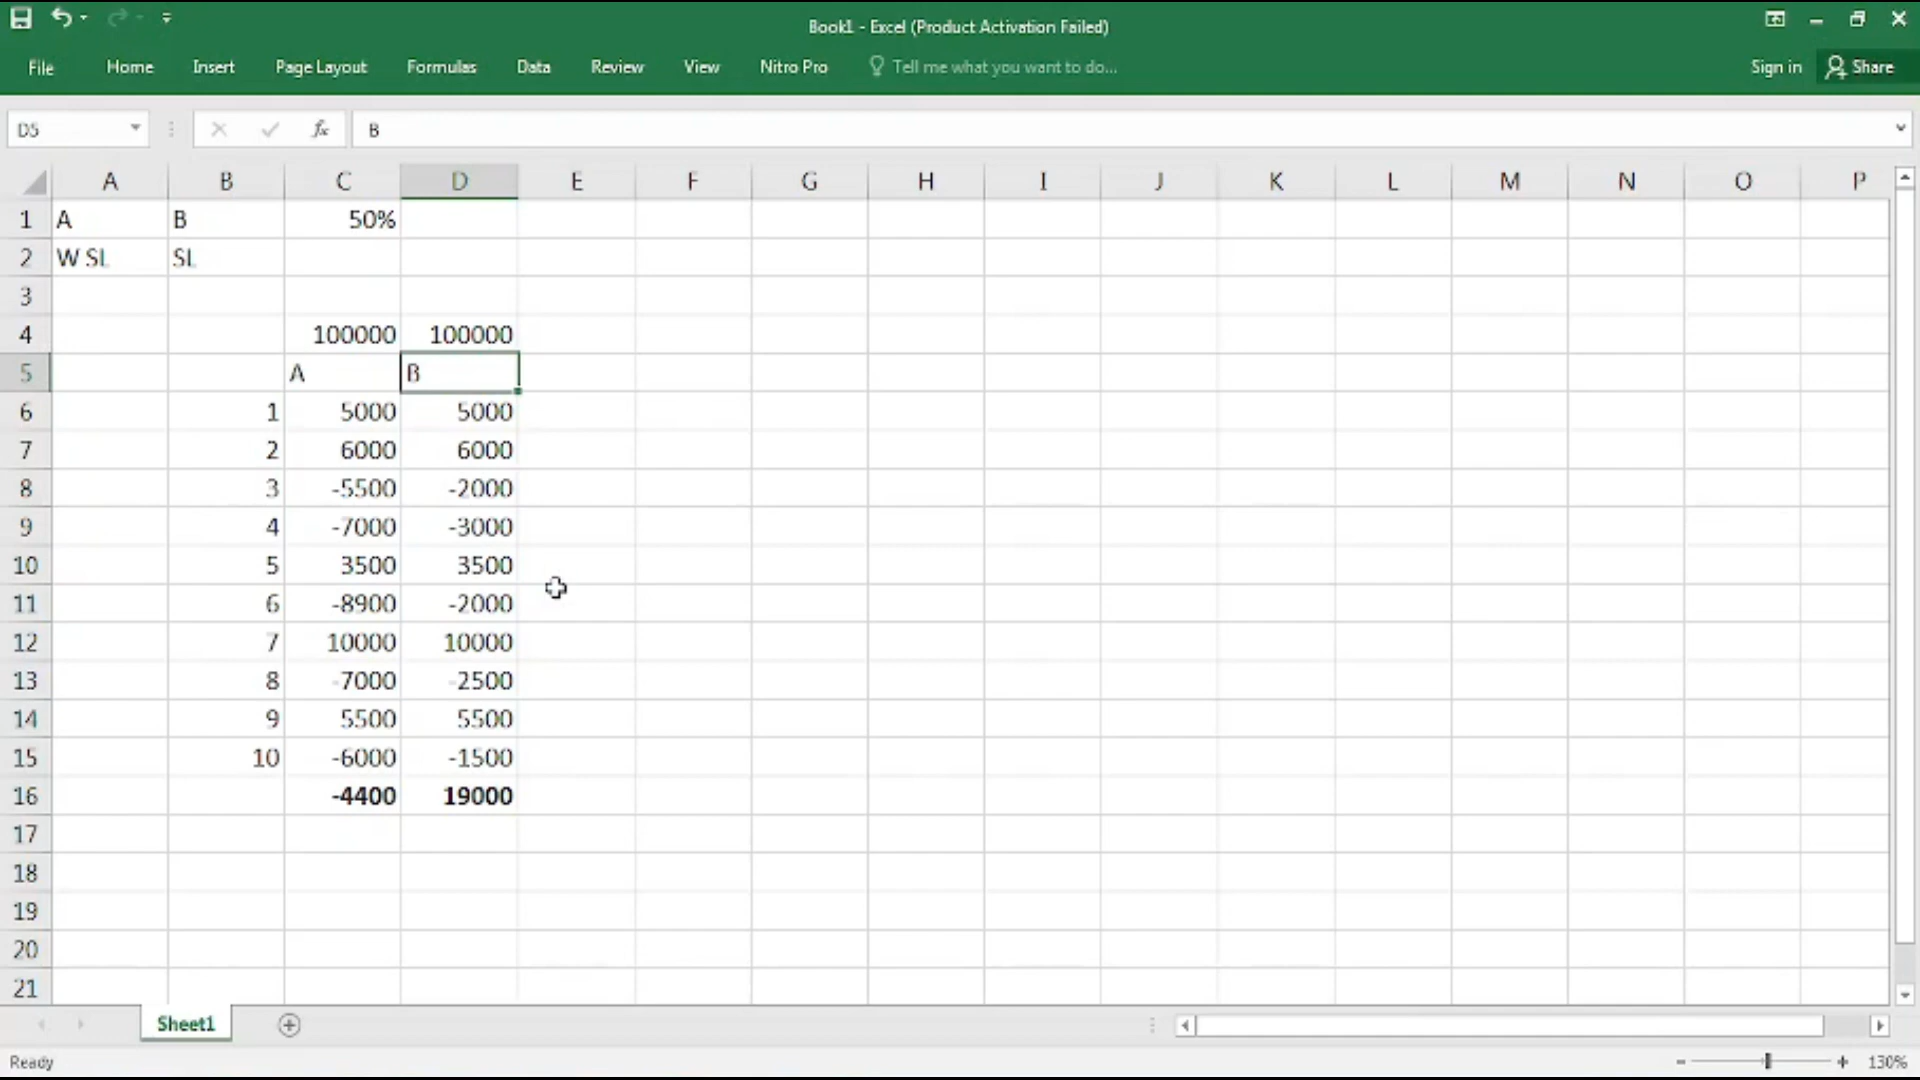 Book1 - Excel (Product Activation Failed)
File Home Insert Page Layout Formulas Data Review View Nitro Pro Tell me what you want to do... Sign in Share
D5 fx B
A B C D E F G H I J K L M N O P
1 A B 50%
2 W SL SL
3
4 100000 100000
5 A B
6 1 5000 5000
7 2 6000 6000
8 3 -5500 -2000
9 4 -7000 -3000
10 5 3500 3500
11 6 -8900 -2000
12 7 10000 10000
13 8 -7000 -2500
14 9 5500 5500
15 10 -6000 -1500
16 -4400 19000
17
18
19
20
21
Sheet1
Ready 130%